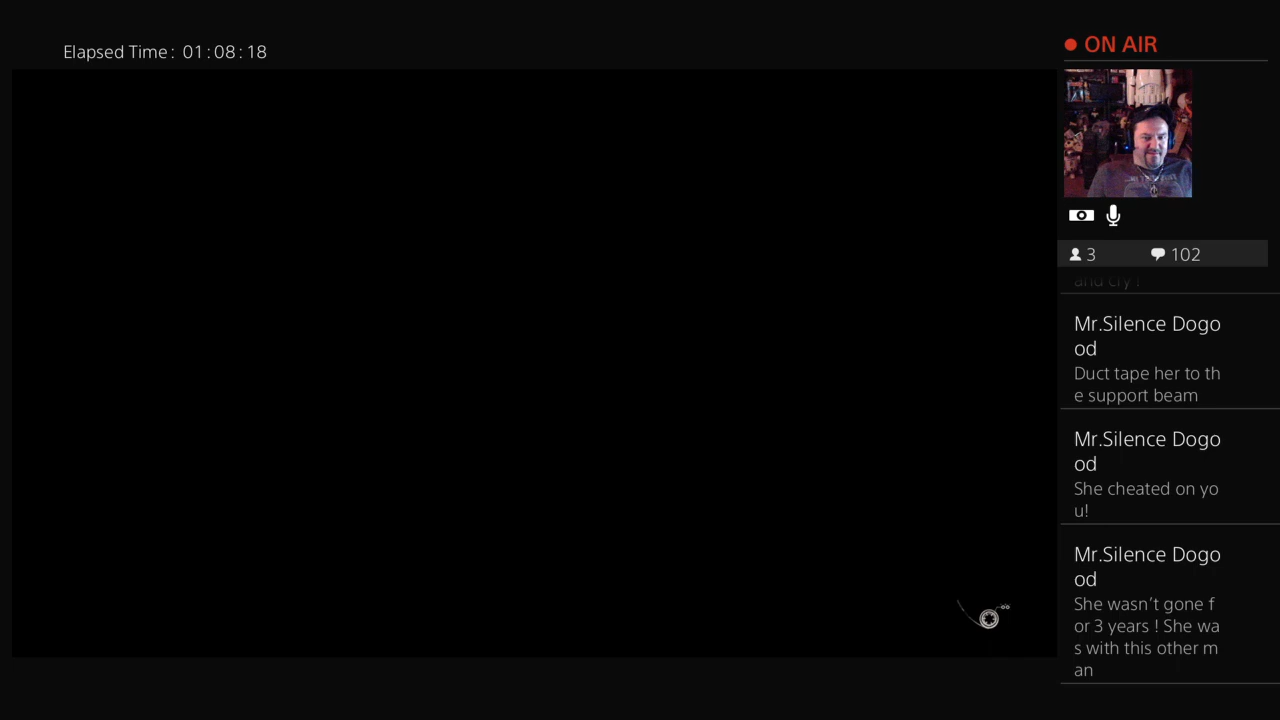 Elapsed Time: 01:08:18
ON AIR
3 102
and cry !
Mr.Silence Dogo
od
Duct tape her to th
e support beam
Mr.Silence Dogo
od
She cheated on yo
u!
Mr.Silence Dogo
od
She wasn't gone f
or 3 years ! She wa
s with this other m
an